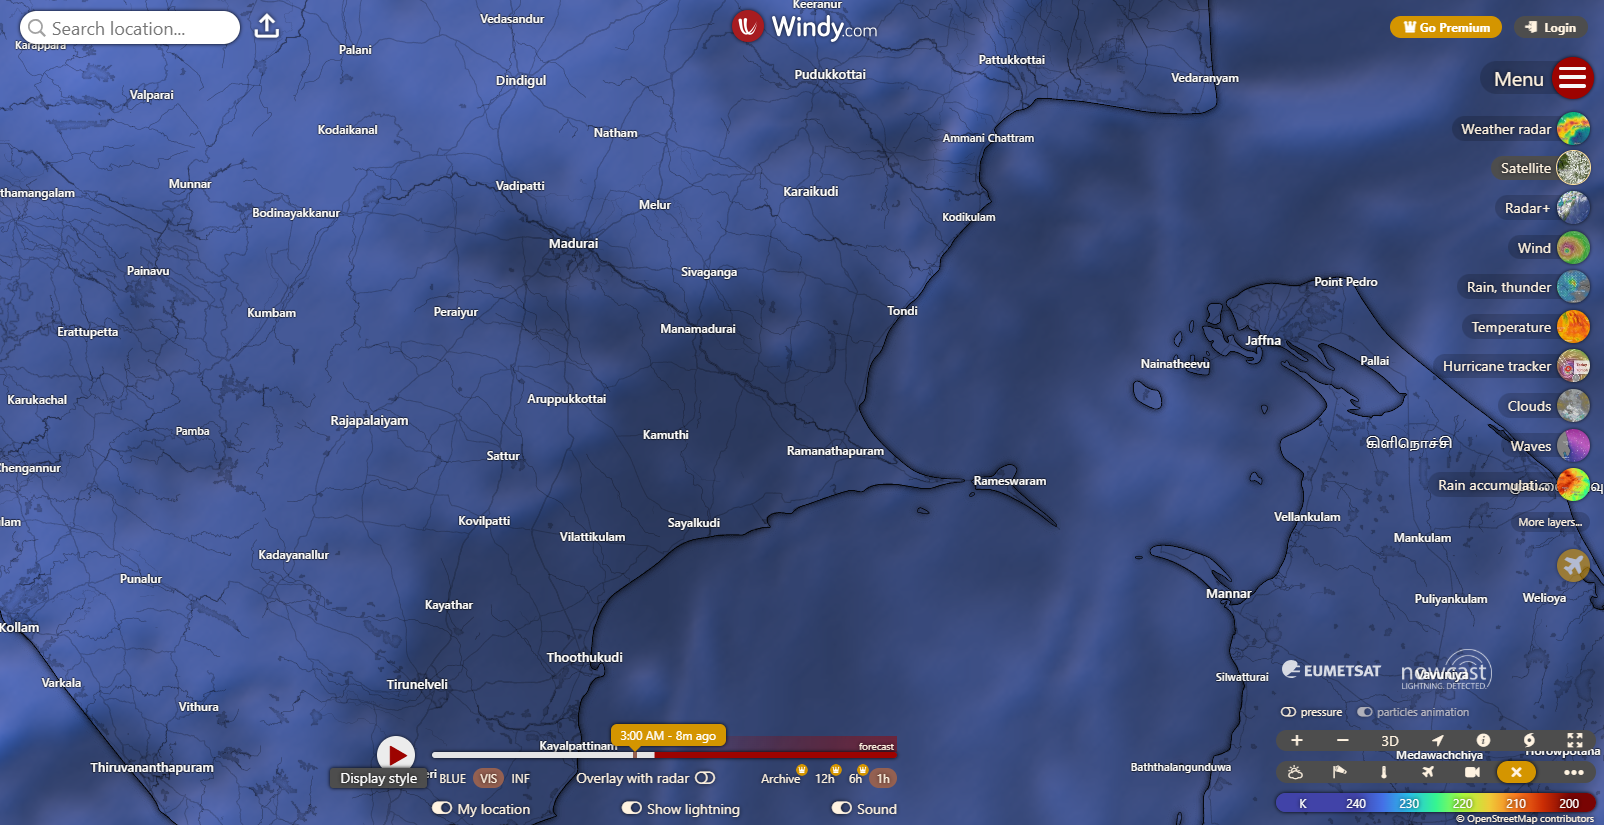 Search location...
Windy.com
Go Premium
Login
Menu
Weather radar
Satellite
Radar+
Wind
Rain, thunder
Temperature
Hurricane tracker
Clouds
Waves
Rain accumulati...
More layers...
Keeranur
Vedasandur
Karappara
Palani
Pattukkottai
Dindigul
Pudukkottai
Vedaranyam
Valparai
Kodaikanal
Natham
Ammani Chattram
Munnar
Vadipatti
Karaikudi
thamangalam
Melur
Bodinayakkanur
Kodikulam
Madurai
Painavu
Sivaganga
Point Pedro
Kumbam
Peraiyur
Tondi
Erattupetta
Manamadurai
Jaffna
Nainatheevu
Pallai
Karukachal
Aruppukkottai
Rajapalaiyam
Pamba
Kamuthi
கிளிநொச்சி
Sattur
Ramanathapuram
Chengannur
Rameswaram
Kovilpatti
Sayalkudi
Vellankulam
lam
Vilattikulam
Mankulam
Kadayanallur
Punalur
Mannar
Puliyankulam
Welioya
Kayathar
Kollam
Thoothukudi
Vavuniya
Silwatturai
Varkala
Tirunelveli
Vithura
Kayalpattinam
Thiruvananthapuram
Baththalangunduwa
Medawachchiya
Horowpotana
EUMETSAT
nowcast
LIGHTNING. DETECTED.
pressure
particles animation
3D
K 240 230 220 210 200
© OpenStreetMap contributors
3:00 AM - 8m ago
forecast
Display style
eri
BLUE VIS INF
Overlay with radar
Archive 12h 6h 1h
My location
Show lightning
Sound